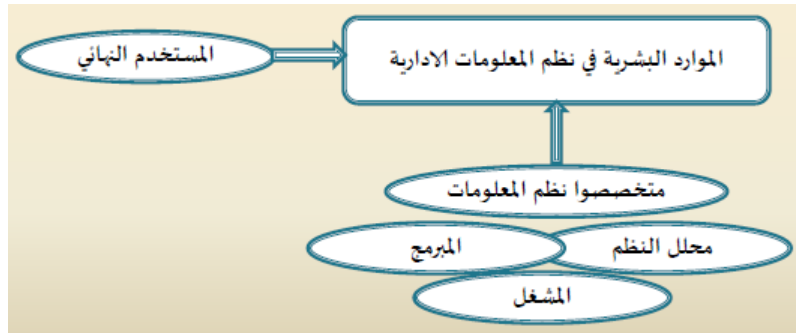 الموارد البشرية في نظم المعلومات الادارية
المستخدم النهائي
متخصصوا نظم المعلومات
محلل النظم
المبرمج
المشغل